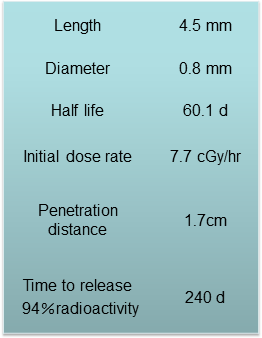 Length 4.5 mm
Diameter 0.8 mm
Half life 60.1 d
Initial dose rate 7.7 cGy/hr
Penetration
distance 1.7cm
Time to release
94%radioactivity 240 d